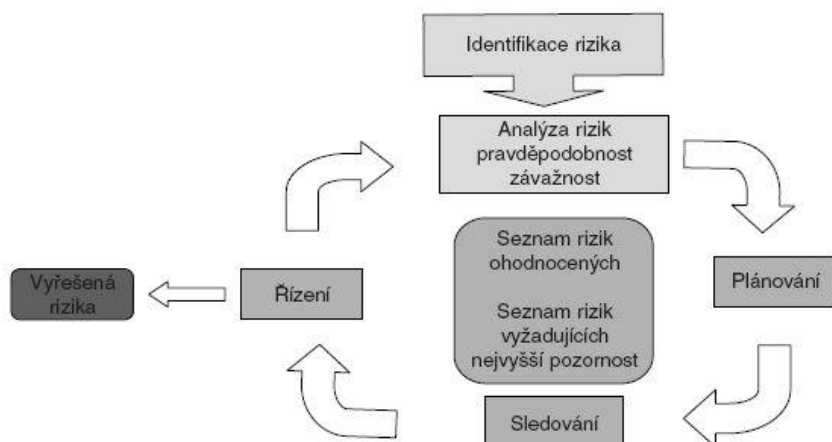 Identifikace rizika
Analýza rizik
pravděpodobnost
závažnost
Seznam rizik
ohodnocených
Seznam rizik
vyžadujících
nejvyšší pozornost
Plánování
Sledování
Řízení
Vyřešená
rizika